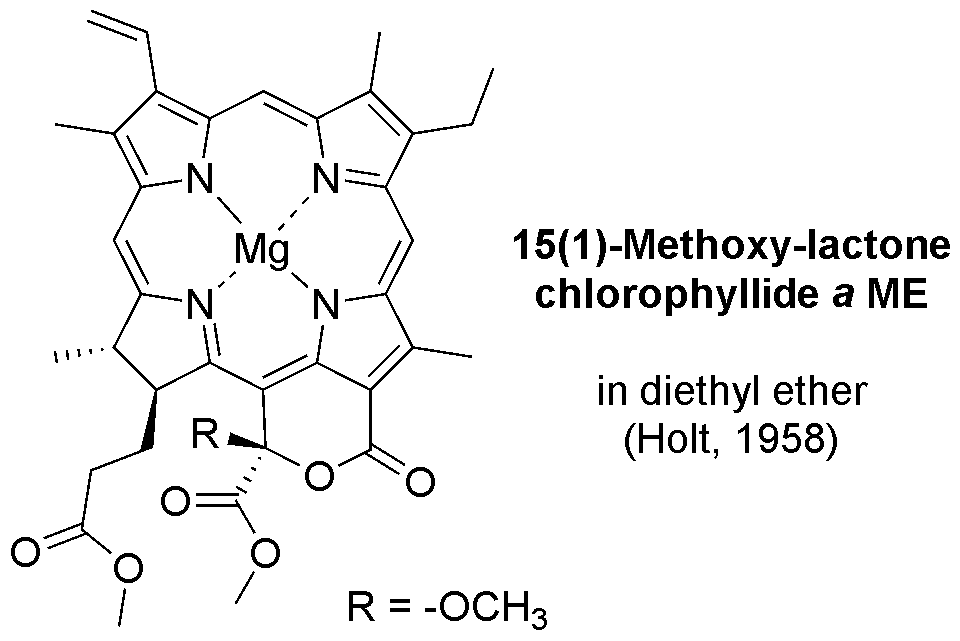 N
N
Mg
15(1)-Methoxy-lactone
chlorophyllide a ME
N
N
in diethyl ether
(Holt, 1958)
R
O
O
O
O
O
O
R = -OCH₃